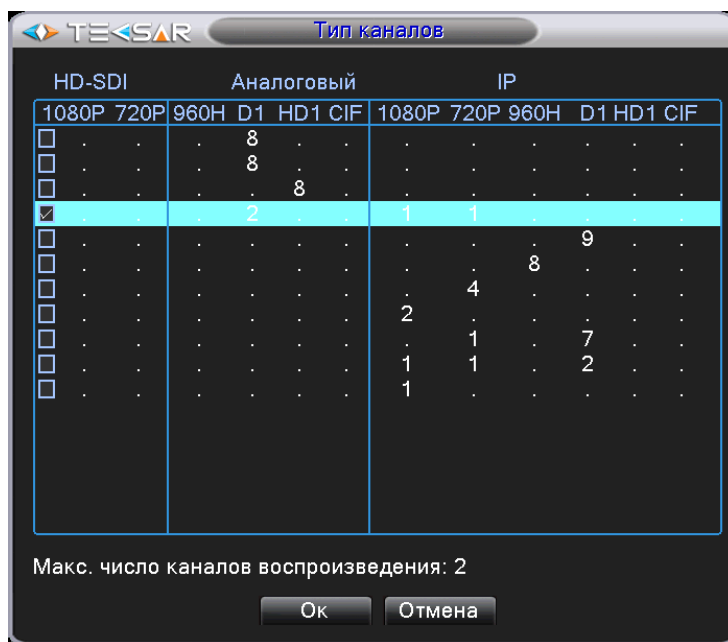 TEKSAR Тип каналов
HD-SDI Аналоговый IP
1080P 720P 960H D1 HD1 CIF 1080P 720P 960H D1 HD1 CIF
. . . 8 . . . . . . . .
. . . 8 . . . . . . . .
. . . . 8 . . . . . . .
. . . 2 . . 1 1 . . . .
. . . . . . . . . 9 . .
. . . . . . . . 8 . . .
. . . . . . . 4 . . . .
. . . . . . 2 . . . . .
. . . . . . . 1 . 7 . .
. . . . . . 1 1 . 2 . .
. . . . . . 1 . . . . .
Макс. число каналов воспроизведения: 2
Ок Отмена